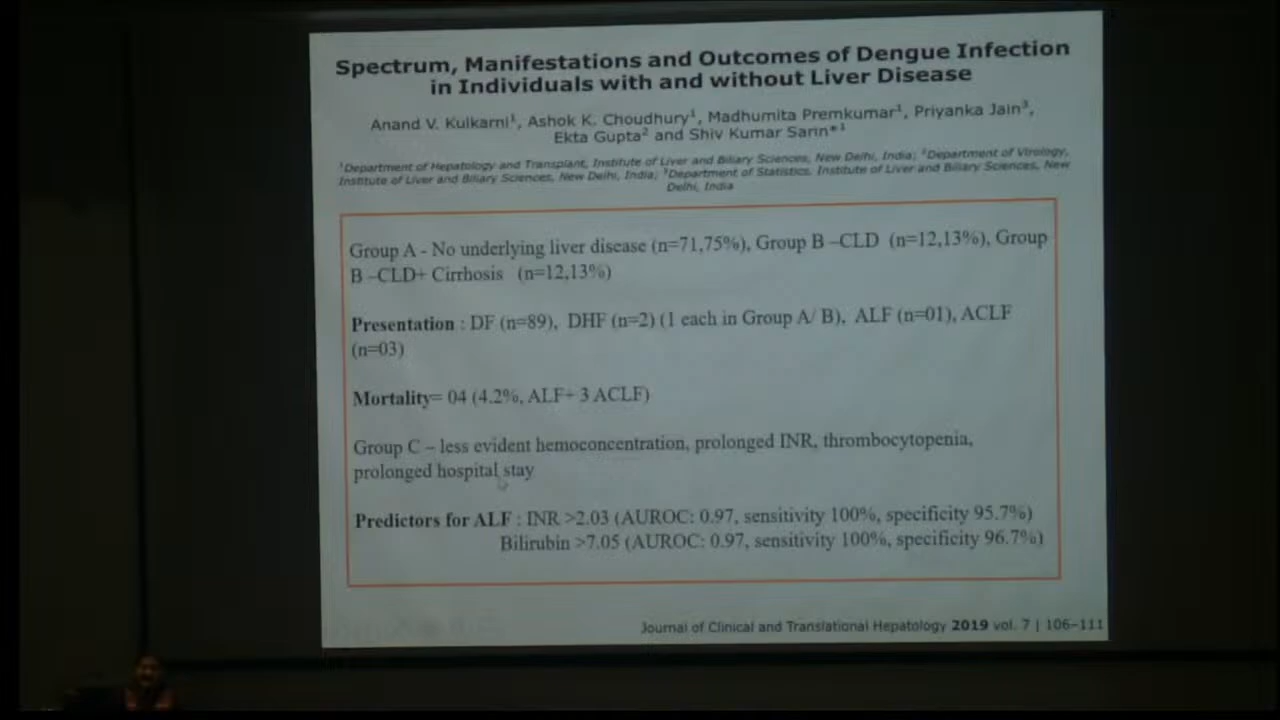 Spectrum, Manifestations and Outcomes of Dengue Infection
in Individuals with and without Liver Disease
Anand V. Kulkarni¹, Ashok K. Choudhury¹, Madhumita Premkumar¹, Priyanka Jain³,
Ekta Gupta² and Shiv Kumar Sarin*¹
¹Department of Hepatology and Transplant, Institute of Liver and Biliary Sciences, New Delhi, India; ²Department of Virology,
Institute of Liver and Biliary Sciences, New Delhi, India; ³Department of Statistics, Institute of Liver and Biliary Sciences, New
Delhi, India
Group A - No underlying liver disease (n=71,75%), Group B –CLD (n=12,13%), Group
B –CLD+ Cirrhosis (n=12,13%)
Presentation : DF (n=89), DHF (n=2) (1 each in Group A/ B), ALF (n=01), ACLF
(n=03)
Mortality= 04 (4.2%, ALF+ 3 ACLF)
Group C – less evident hemoconcentration, prolonged INR, thrombocytopenia,
prolonged hospital stay
Predictors for ALF : INR >2.03 (AUROC: 0.97, sensitivity 100%, specificity 95.7%)
Bilirubin >7.05 (AUROC: 0.97, sensitivity 100%, specificity 96.7%)
Journal of Clinical and Translational Hepatology 2019 vol. 7 | 106–111